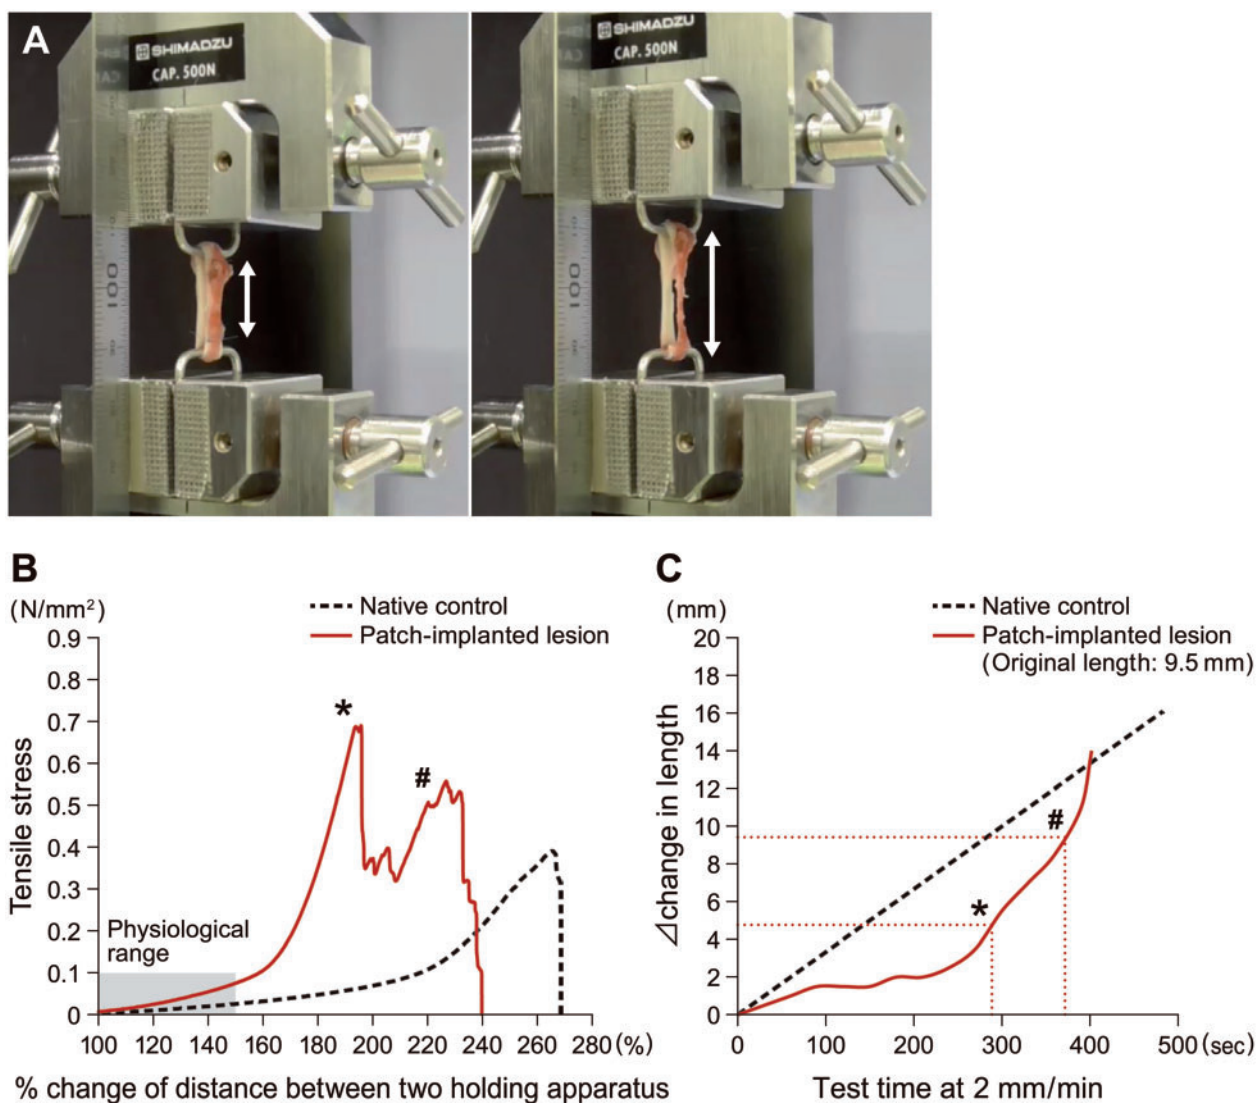 A
SHIMADZU
CAP. 500N
SHIMADZU
CAP. 500N
100
100
B
(N/mm²)
Native control
Patch-implanted lesion
0.9
0.8
0.7
0.6
0.5
0.4
0.3
0.2
0.1
0
Tensile stress
*
#
Physiological
range
100 120 140 160 180 200 220 240 260 280 (%)
% change of distance between two holding apparatus
C
(mm)
Native control
Patch-implanted lesion
(Original length: 9.5 mm)
20
18
16
14
12
10
8
6
4
2
0
⊿change in length
#
*
0 100 200 300 400 500 (sec)
Test time at 2 mm/min